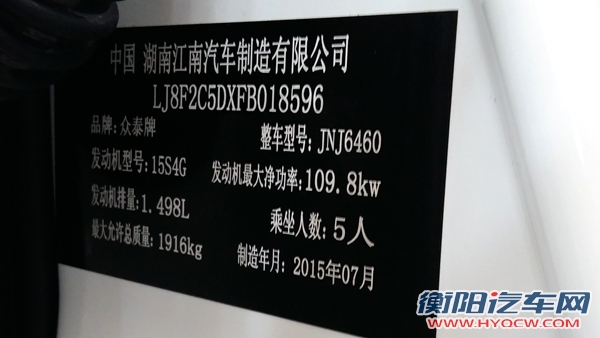 中国 湖南江南汽车制造有限公司
LJ8F2C5DXFB018596
品牌:众泰牌 整车型号:JNJ6460
发动机型号:15S4G 发动机最大净功率:109.8kw
发动机排量:1.498L 乘坐人数:5人
最大允许总质量:1916kg 制造年月:2015年07月
衡阳汽车网
WWW.HYQCW.COM